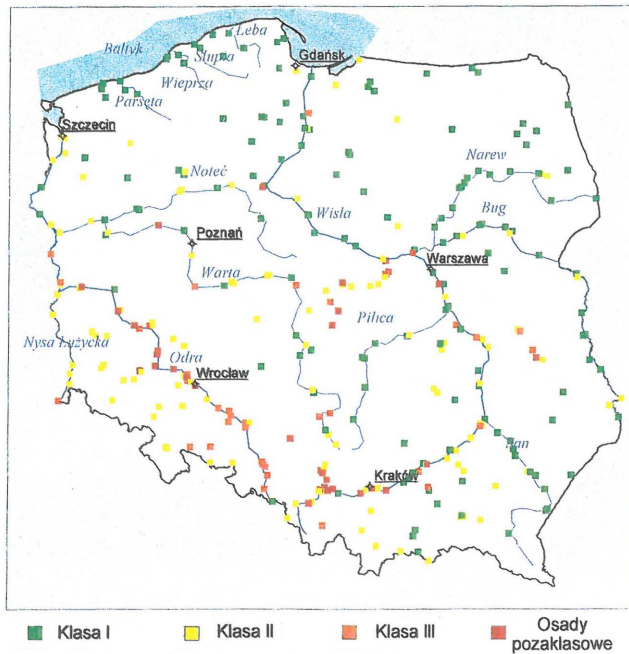 Łeba
Bałtyk
Słupia
Gdańsk
Wieprza
Parsęta
Szczecin
Narew
Noteć
Bug
Wisła
Poznań
Warszawa
Warta
Pilica
Nysa Łużycka
Odra
Wrocław
San
Kraków
Klasa I
Klasa II
Klasa III
Osady
pozaklasowe